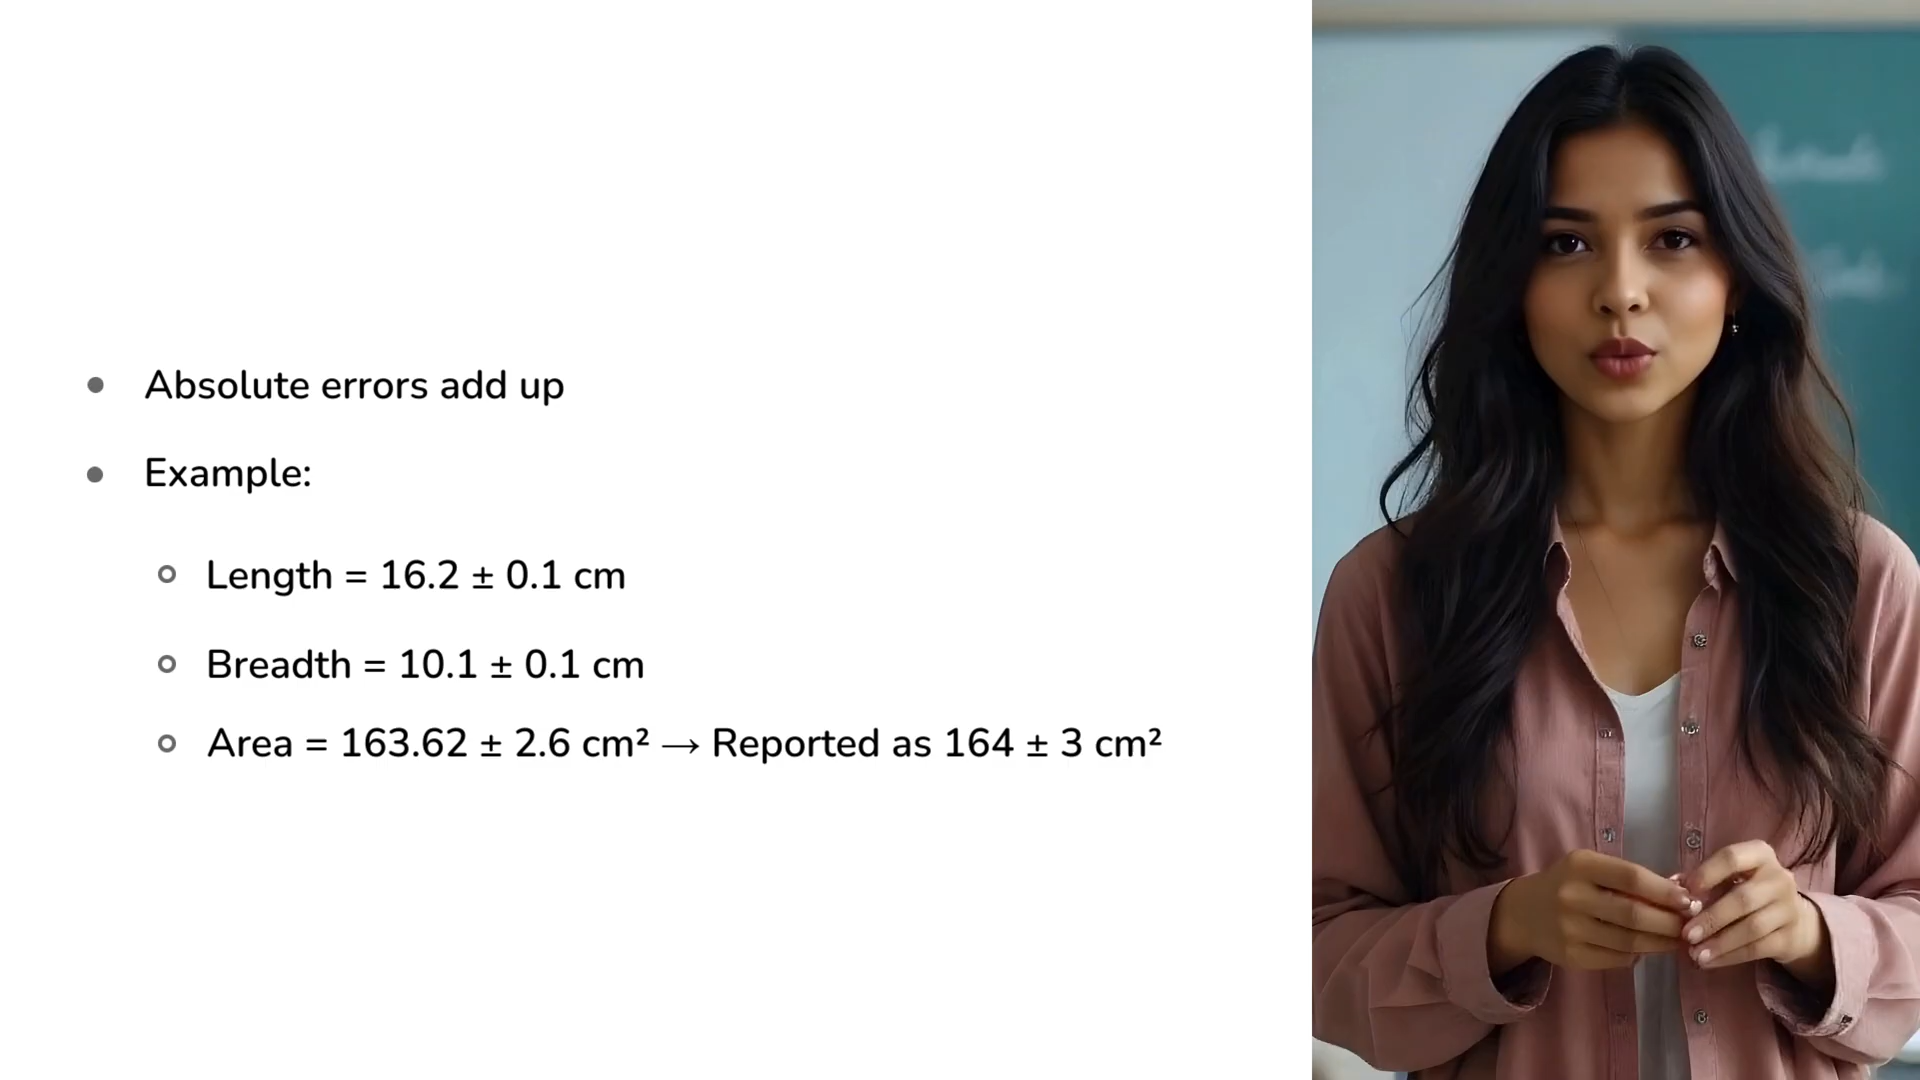 Absolute errors add up
Example:
Length = 16.2 ± 0.1 cm
Breadth = 10.1 ± 0.1 cm
Area = 163.62 ± 2.6 cm² → Reported as 164 ± 3 cm²